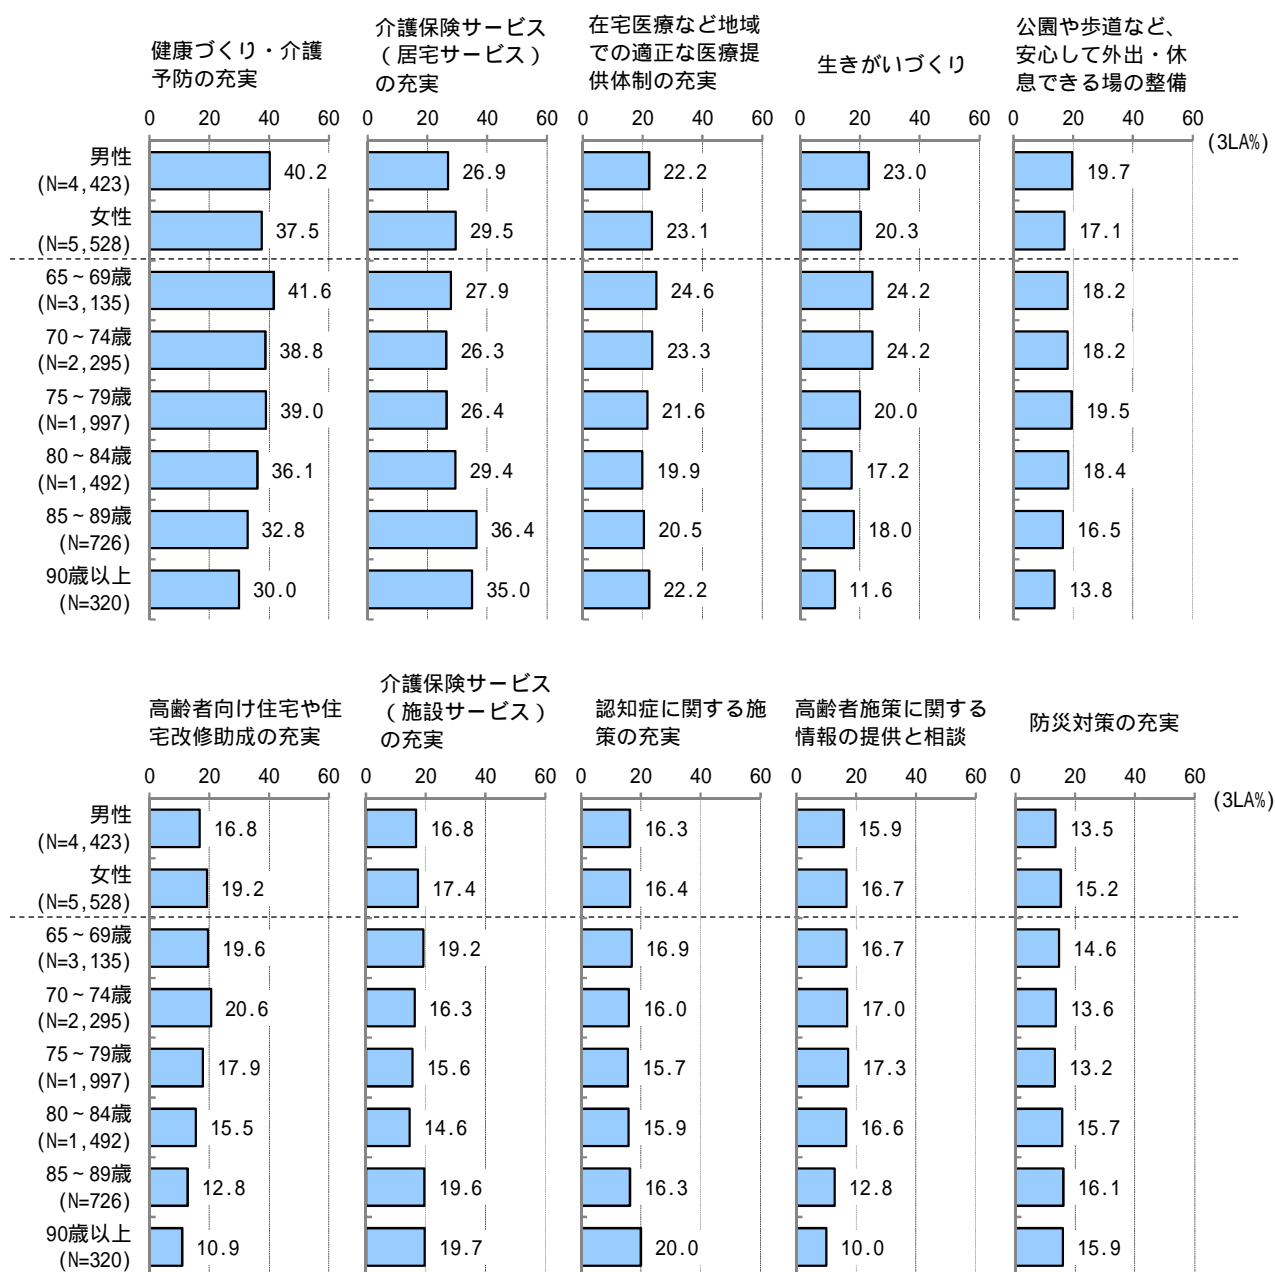 健康づくり・介護
予防の充実
介護保険サービス
（居宅サービス）
の充実
在宅医療など地域
での適正な医療提
供体制の充実
生きがいづくり
公園や歩道など、
安心して外出・休
息できる場の整備
0 20 40 60 0 20 40 60 0 20 40 60 0 20 40 60 0 20 40 60
(3LA%)
男性
(N=4,423) 40.2 26.9 22.2 23.0 19.7
女性
(N=5,528) 37.5 29.5 23.1 20.3 17.1
65～69歳
(N=3,135) 41.6 27.9 24.6 24.2 18.2
70～74歳
(N=2,295) 38.8 26.3 23.3 24.2 18.2
75～79歳
(N=1,997) 39.0 26.4 21.6 20.0 19.5
80～84歳
(N=1,492) 36.1 29.4 19.9 17.2 18.4
85～89歳
(N=726) 32.8 36.4 20.5 18.0 16.5
90歳以上
(N=320) 30.0 35.0 22.2 11.6 13.8
高齢者向け住宅や住
宅改修助成の充実
介護保険サービス
（施設サービス）
の充実
認知症に関する施
策の充実
高齢者施策に関する
情報の提供と相談
防災対策の充実
0 20 40 60 0 20 40 60 0 20 40 60 0 20 40 60 0 20 40 60
(3LA%)
男性
(N=4,423) 16.8 16.8 16.3 15.9 13.5
女性
(N=5,528) 19.2 17.4 16.4 16.7 15.2
65～69歳
(N=3,135) 19.6 19.2 16.9 16.7 14.6
70～74歳
(N=2,295) 20.6 16.3 16.0 17.0 13.6
75～79歳
(N=1,997) 17.9 15.6 15.7 17.3 13.2
80～84歳
(N=1,492) 15.5 14.6 15.9 16.6 15.7
85～89歳
(N=726) 12.8 19.6 16.3 12.8 16.1
90歳以上
(N=320) 10.9 19.7 20.0 10.0 15.9